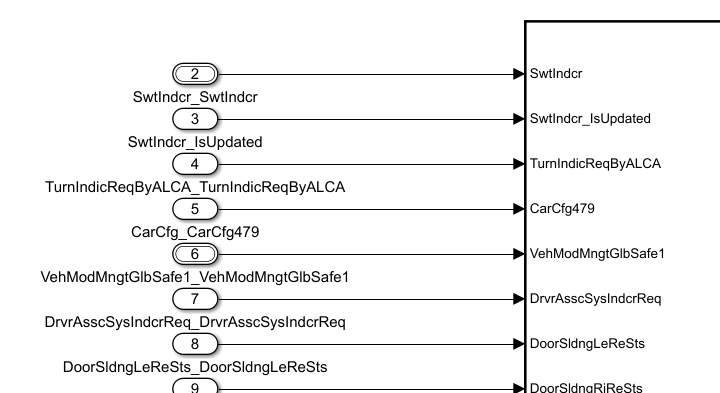 2 SwtIndcr
SwtIndcr_SwtIndcr
3 SwtIndcr_IsUpdated
SwtIndcr_IsUpdated
4 TurnIndicReqByALCA
TurnIndicReqByALCA_TurnIndicReqByALCA
5 CarCfg479
CarCfg_CarCfg479
6 VehModMngtGlbSafe1
VehModMngtGlbSafe1_VehModMngtGlbSafe1
7 DrvrAsscSysIndcrReq
DrvrAsscSysIndcrReq_DrvrAsscSysIndcrReq
8 DoorSldngLeReSts
DoorSldngLeReSts_DoorSldngLeReSts
9 DoorSldngRiReSts